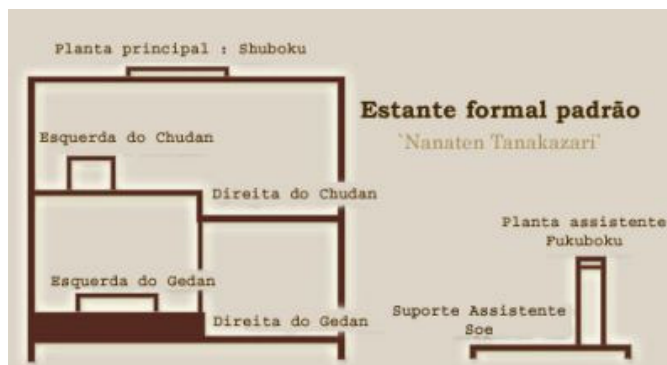 Planta principal : Shuboku
Estante formal padrão
`Nanaten Tanakazari`
Esquerda do Chudan
Direita do Chudan
Planta assistente
Fukuboku
Esquerda do Gedan
Suporte Assistente
Soe
Direita do Gedan